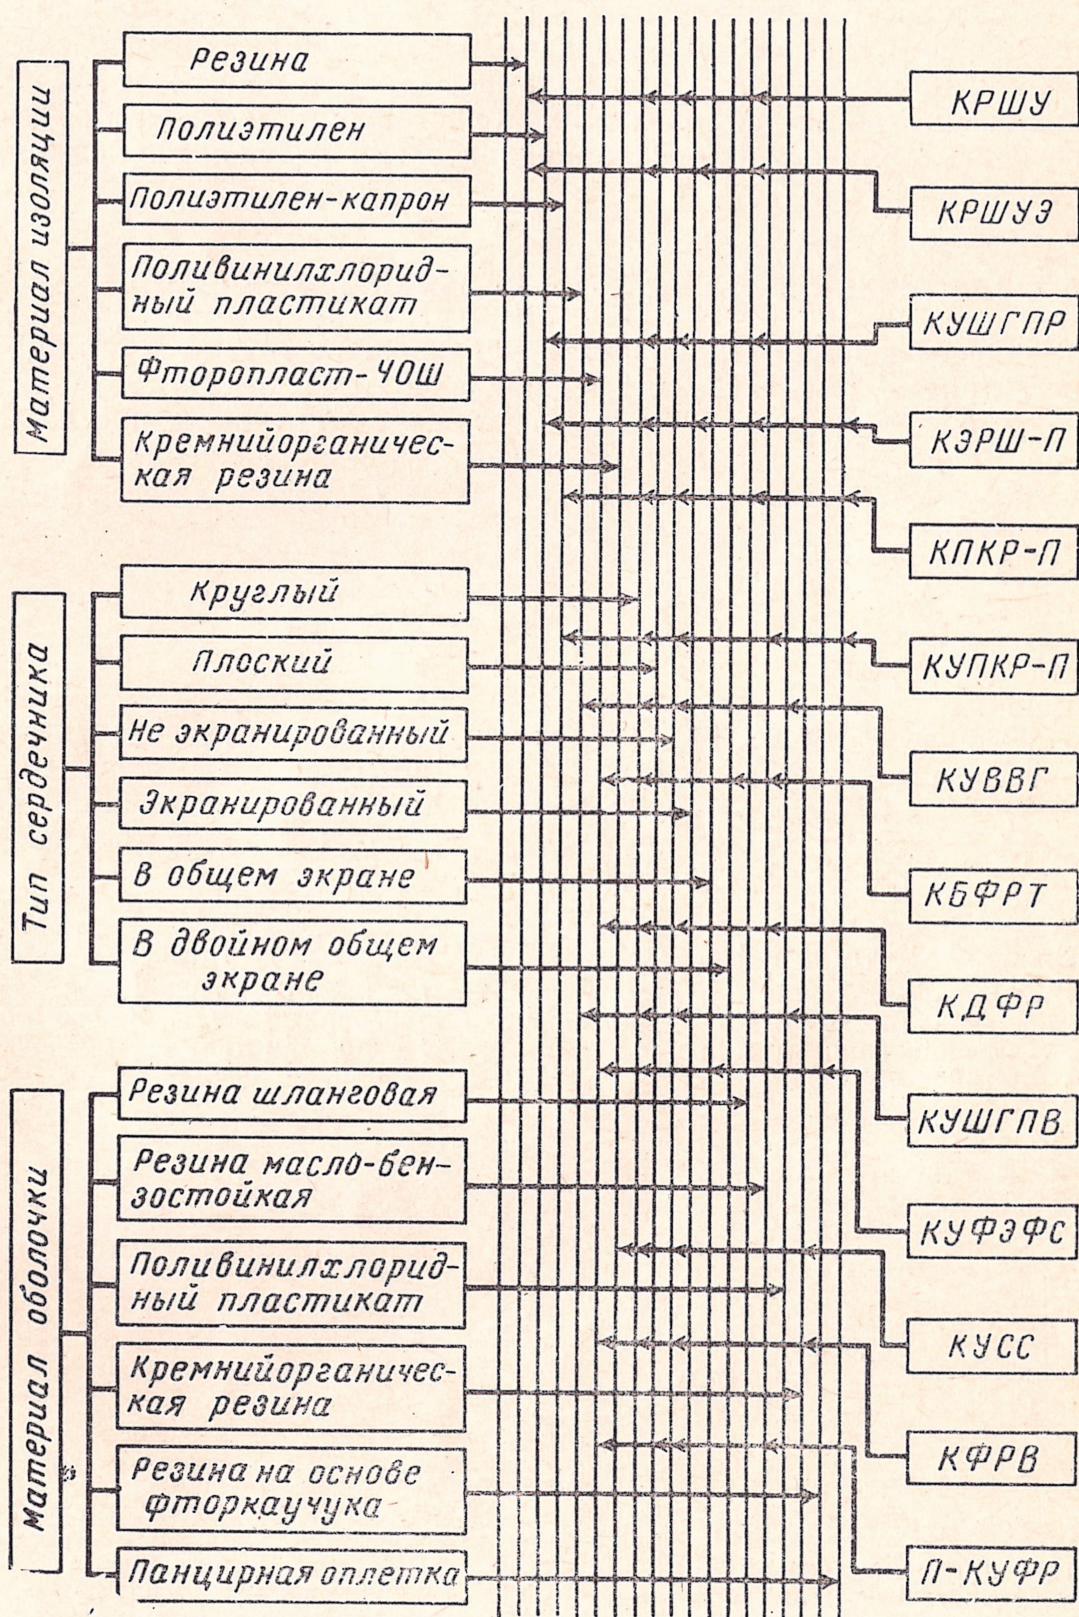 Материал изоляции
Резина
Полиэтилен
Полиэтилен-капрон
Поливинилхлорид-
ный пластикат
Фторопласт-4ОШ
Кремнийорганичес-
кая резина
Тип сердечника
Круглый
Плоский
Не экранированный
Экранированный
В общем экране
В двойном общем
экране
Материал оболочки
Резина шланговая
Резина масло-бен-
зостойкая
Поливинилхлорид-
ный пластикат
Кремнийорганичес-
кая резина
Резина на основе
фторкаучука
Панцирная оплетка
КРШУ
КРШУЭ
КУШГПР
КЭРШ-П
КПКР-П
КУПКР-П
КУВВГ
КБФРТ
КДФР
КУШГПВ
КУФЭФС
КУСС
КФРВ
П-КУФР